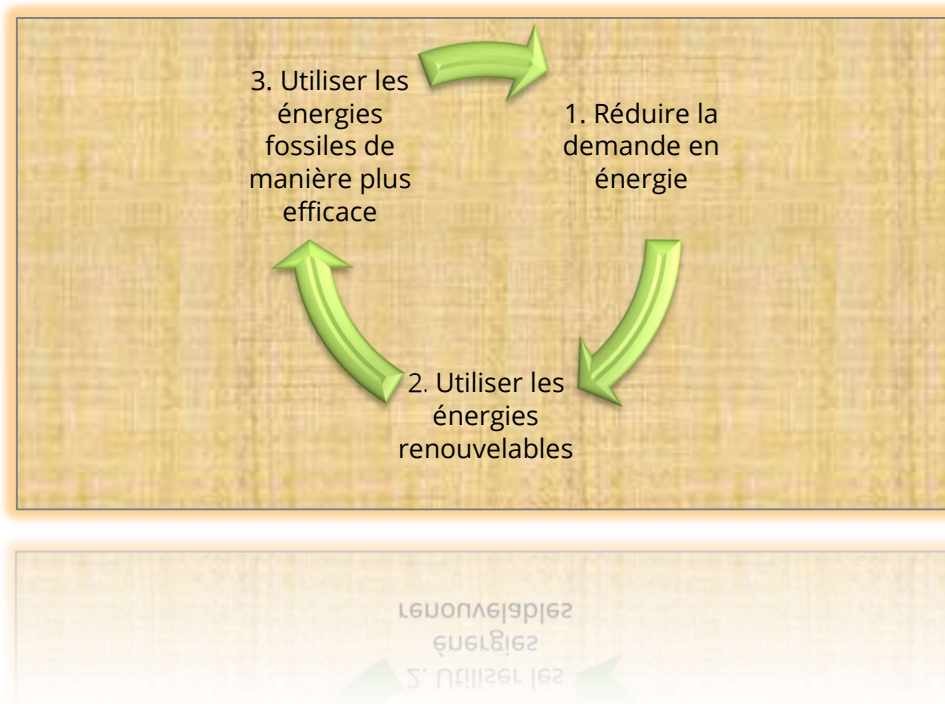 1. Réduire la
demande en
énergie
2. Utiliser les
énergies
renouvelables
3. Utiliser les
énergies
fossiles de
manière plus
efficace